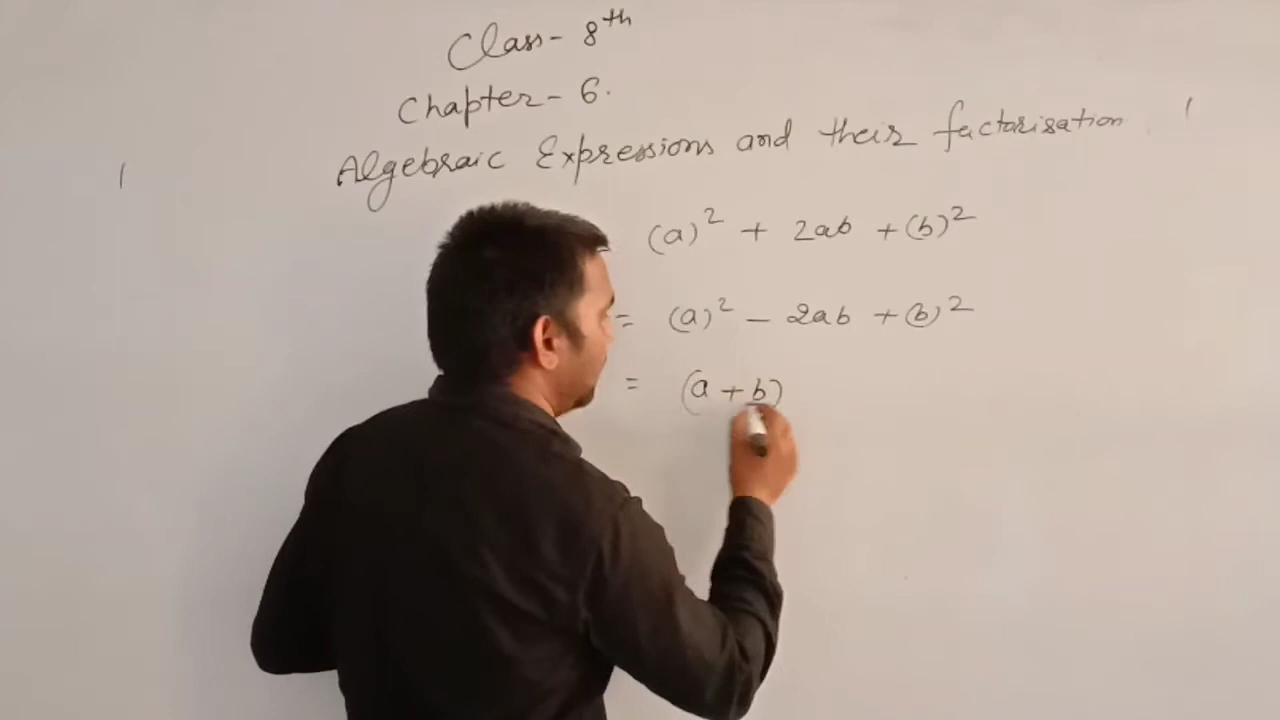 Class - 8th
Chapter - 6.
Algebraic Expressions and their factorisation
(a)² + 2ab + (b)²
= (a)² - 2ab + (b)²
= (a + b)